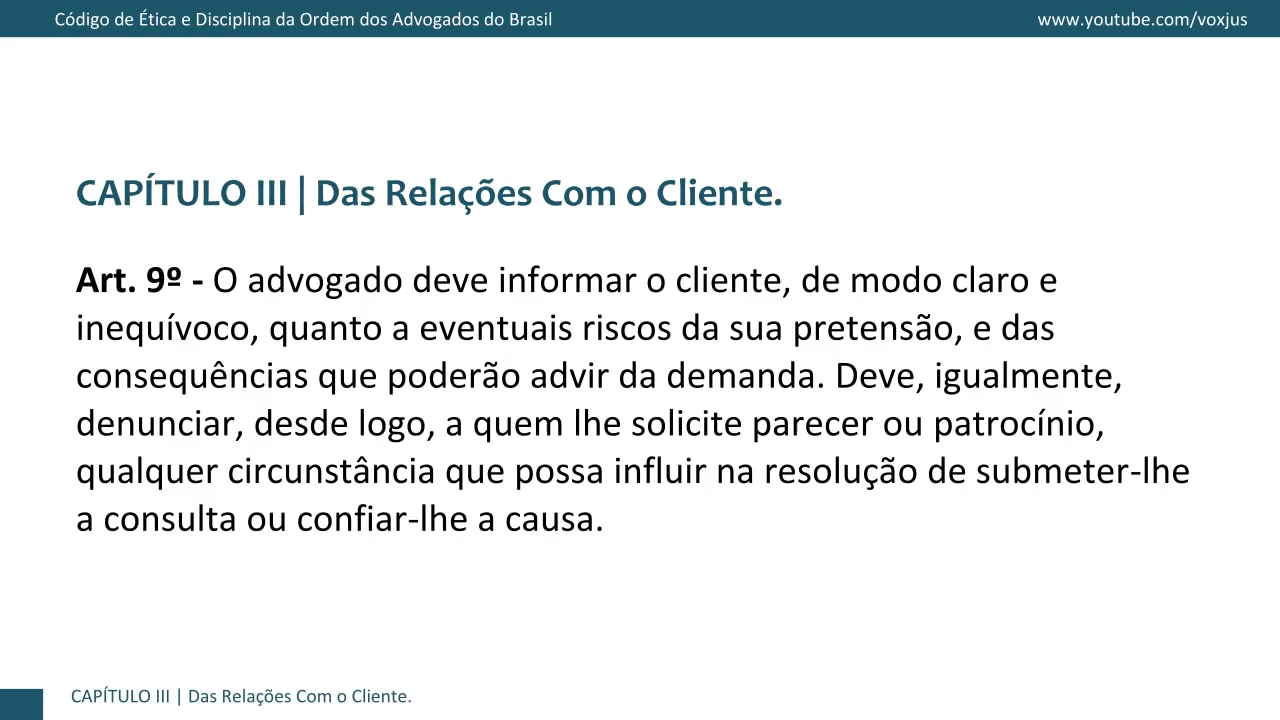 Código de Ética e Disciplina da Ordem dos Advogados do Brasil
www.youtube.com/voxjus
CAPÍTULO III | Das Relações Com o Cliente.
Art. 9º - O advogado deve informar o cliente, de modo claro e
inequívoco, quanto a eventuais riscos da sua pretensão, e das
consequências que poderão advir da demanda. Deve, igualmente,
denunciar, desde logo, a quem lhe solicite parecer ou patrocínio,
qualquer circunstância que possa influir na resolução de submeter-lhe
a consulta ou confiar-lhe a causa.
CAPÍTULO III | Das Relações Com o Cliente.